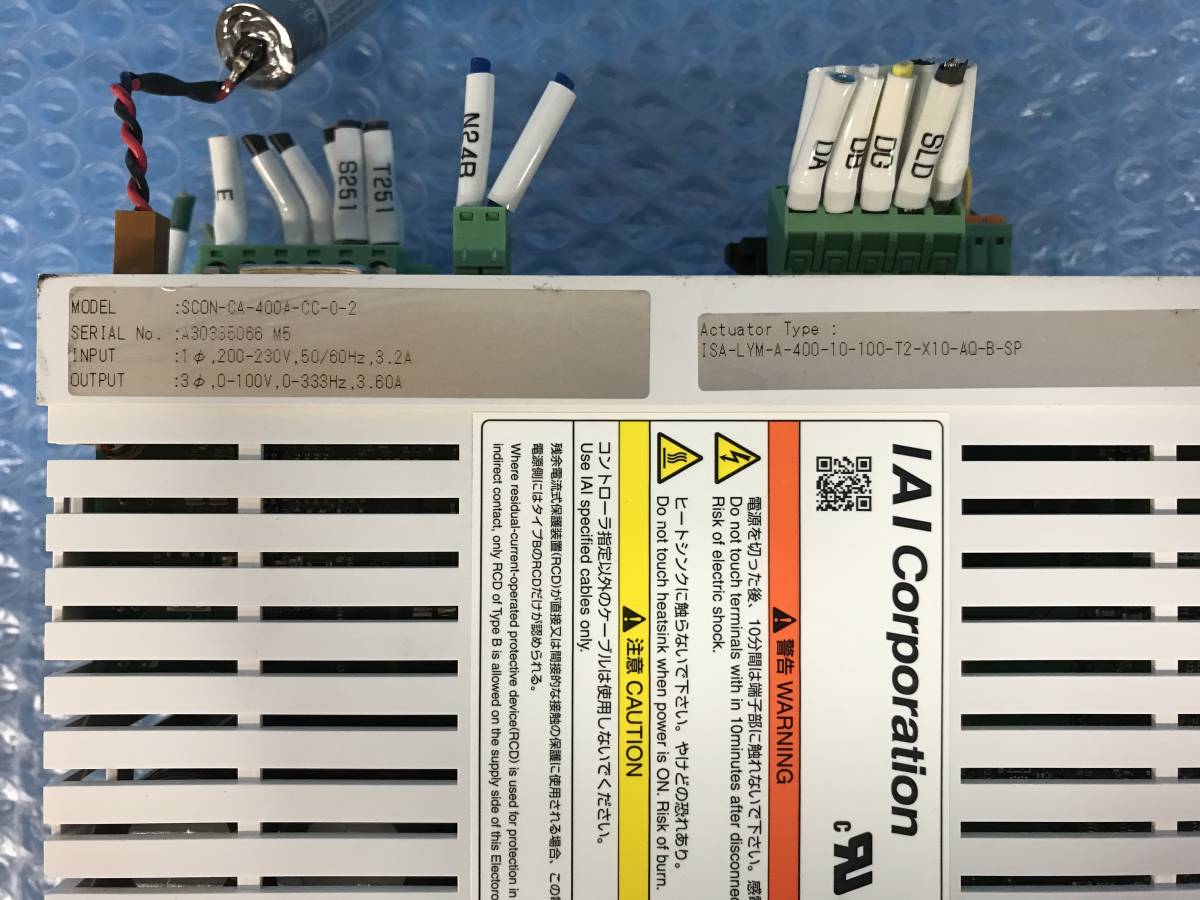 E
S251
T251
N24B
DA
DB
DG
SLD
MODEL :SCON-CA-400A-CC-0-2
SERIAL No. :A30385066 M5
INPUT :1φ,200-230V,50/60Hz,3.2A
OUTPUT :3φ,0-100V,0-333Hz,3.60A
Actuator Type :
ISA-LYM-A-400-10-100-T2-X10-AQ-B-SP
IAI Corporation
警告 WARNING
電源を切った後、10分間は端子部に触れないで下さい。感電
Do not touch terminals with in 10minutes after disconnec
Risk of electric shock.
ヒートシンクに触らないで下さい。やけどの恐れあり。
Do not touch heatsink when power is ON. Risk of burn.
注意 CAUTION
コントローラ指定以外のケーブルは使用しないでください。
Use IAI specified cables only.
残余電流式保護装置(RCD)が直接又は間接的な接触の保護に使用される場合、この
電源側にはタイプBのRCDだけが認められる。
Where residual-current-operated protective device(RCD) is used for protection in
indirect contact, only RCD of Type B is allowed on the supply side of this Electoro